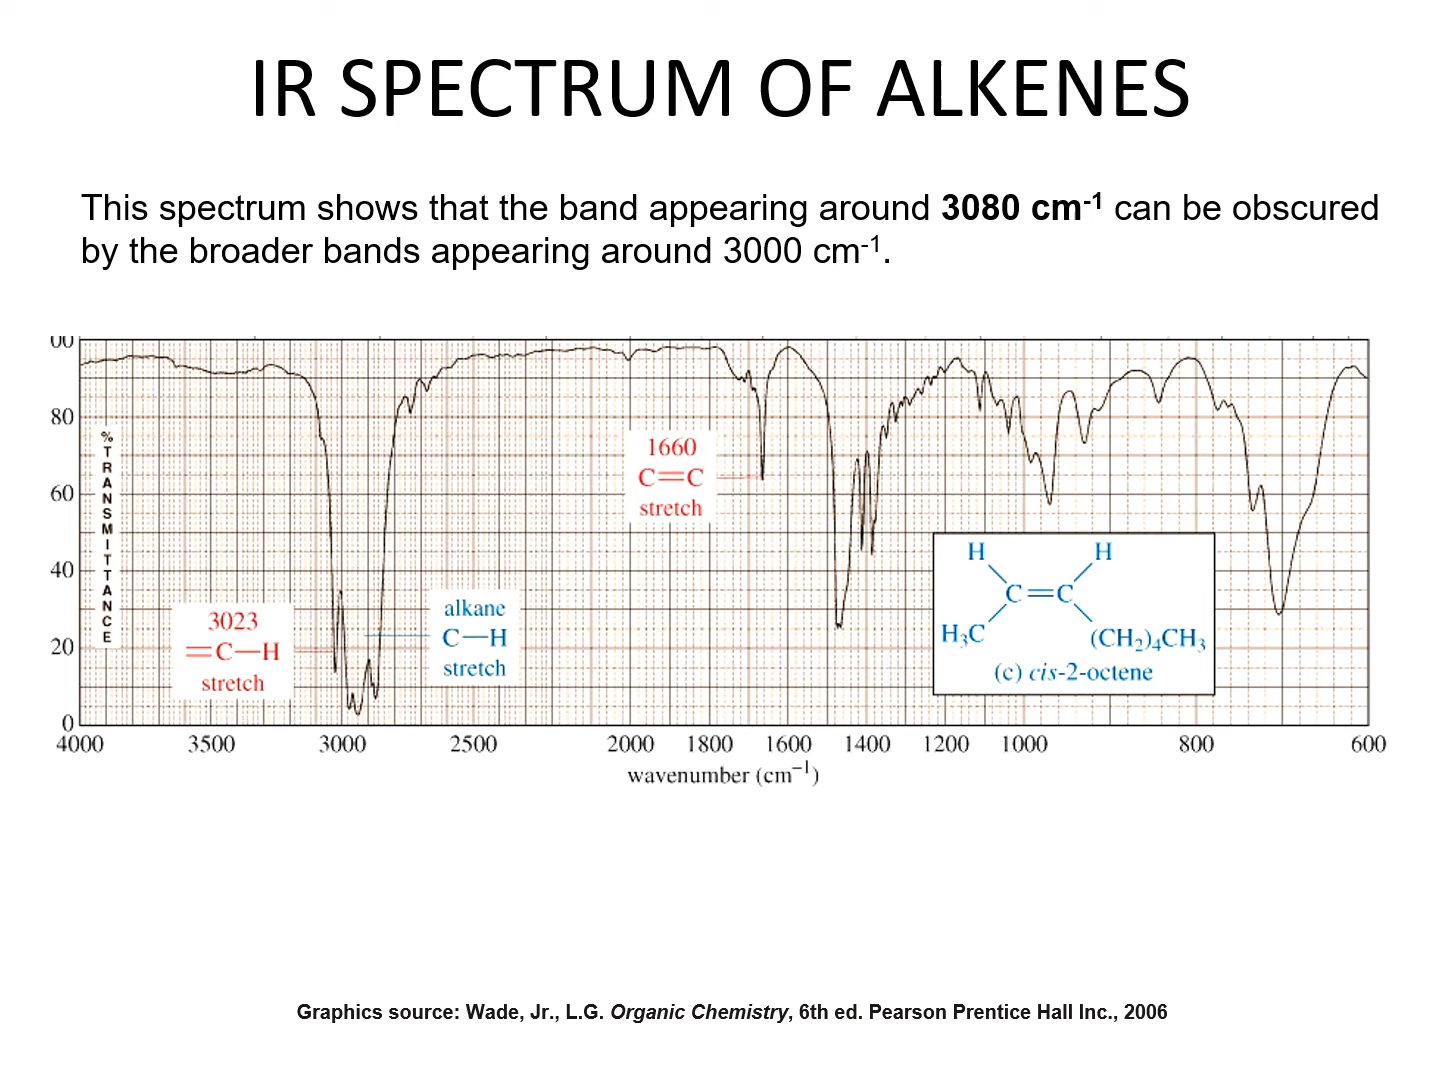 IR SPECTRUM OF ALKENES
This spectrum shows that the band appearing around 3080 cm-1 can be obscured
by the broader bands appearing around 3000 cm-1.
00
80
60
40
20
0
% TRANSMITTANCE
3023
=C—H
stretch
alkane
C—H
stretch
1660
C=C
stretch
H H
C=C
H₃C (CH₂)₄CH₃
(c) cis-2-octene
4000 3500 3000 2500 2000 1800 1600 1400 1200 1000 800 600
wavenumber (cm−1)
Graphics source: Wade, Jr., L.G. Organic Chemistry, 6th ed. Pearson Prentice Hall Inc., 2006